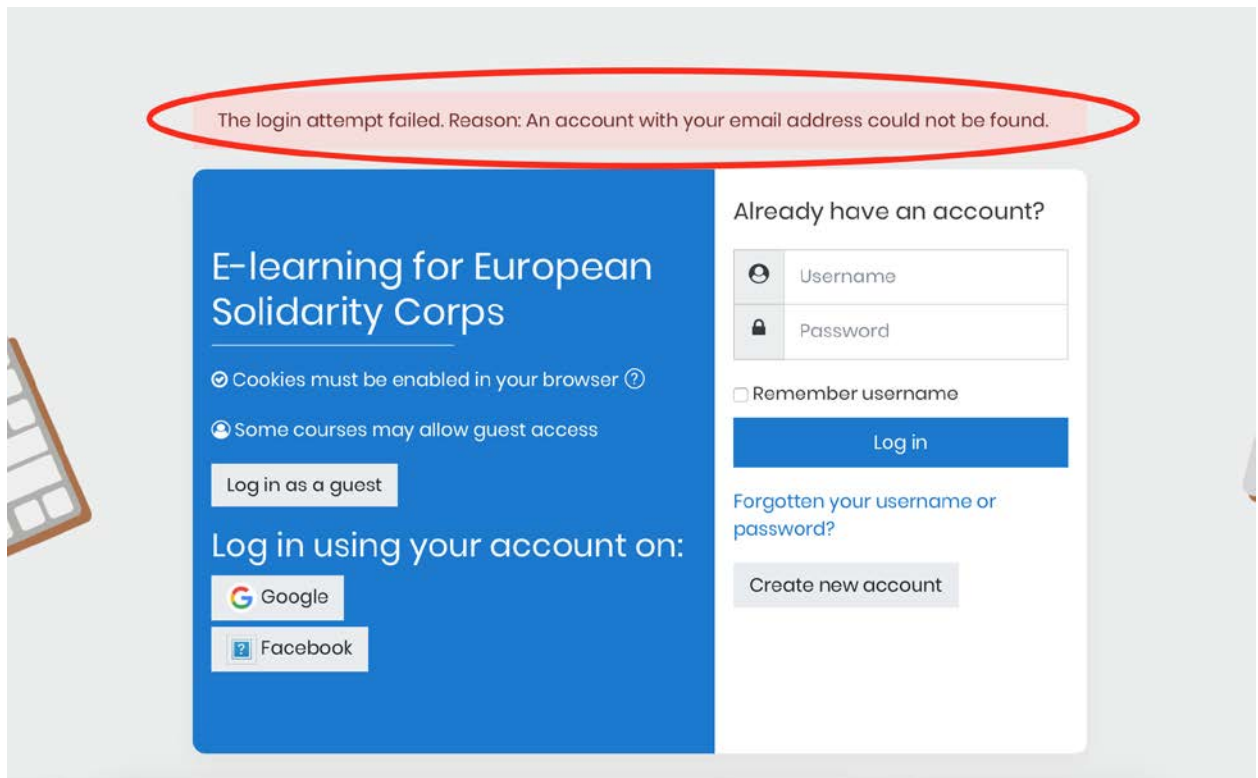 The login attempt failed. Reason: An account with your email address could not be found.
E-learning for European
Solidarity Corps
Cookies must be enabled in your browser
Some courses may allow guest access
Log in as a guest
Log in using your account on:
Google
Facebook
Already have an account?
Username
Password
Remember username
Log in
Forgotten your username or
password?
Create new account